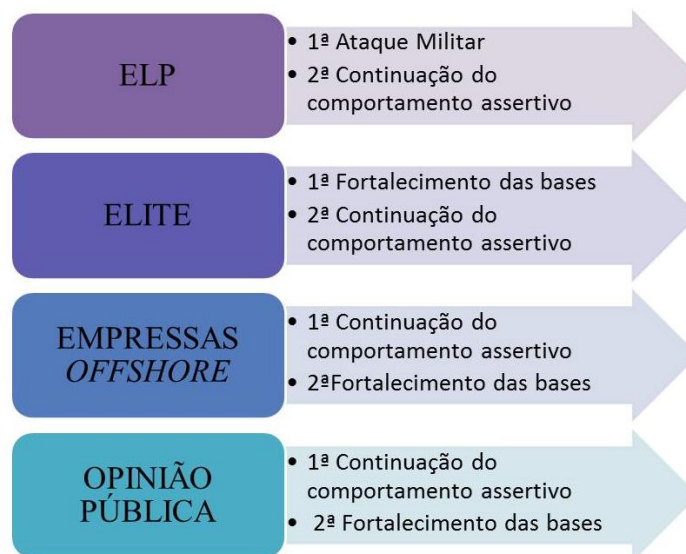 ELP
• 1ª Ataque Militar
• 2ª Continuação do
comportamento assertivo
ELITE
• 1ª Fortalecimento das bases
• 2ª Continuação do
comportamento assertivo
EMPRESSAS
OFFSHORE
• 1ª Continuação do
comportamento assertivo
• 2ªFortalecimento das bases
OPINIÃO
PÚBLICA
• 1ª Continuação do
comportamento assertivo
• 2ª Fortalecimento das bases